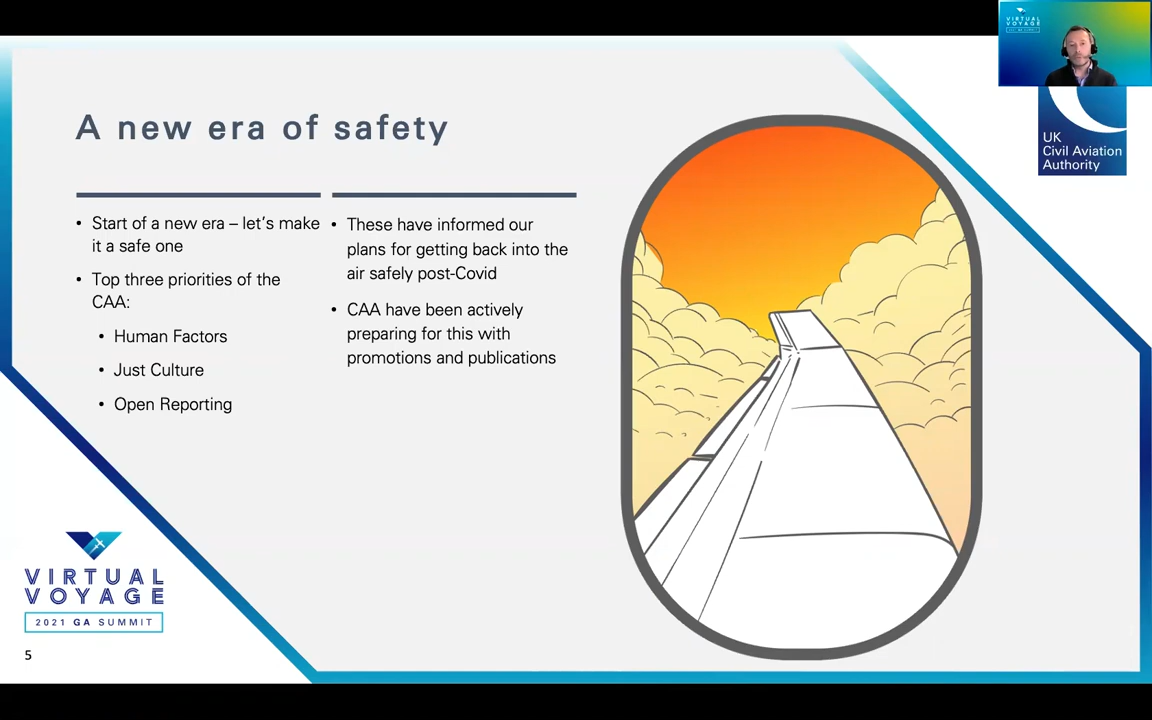 VIRTUAL
VOYAGE
A new era of safety
UK
Civil Aviation
Authority
• Start of a new era – let's make
it a safe one
• Top three priorities of the
CAA:
• Human Factors
• Just Culture
• Open Reporting
• These have informed our
plans for getting back into the
air safely post-Covid
• CAA have been actively
preparing for this with
promotions and publications
VIRTUAL
VOYAGE
2021 GA SUMMIT
5